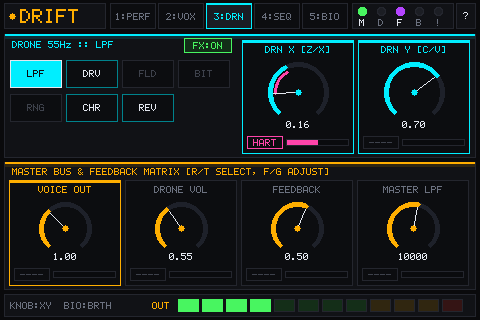 DRIFT 1:PERF 2:VOX 3:DRN 4:SEQ 5:BIO M D F B ! ?
DRONE 55Hz :: LPF FX:ON
LPF DRV FLD BIT
RNG CHR REV
DRN X [Z/X]
0.16
HART
DRN Y [C/V]
0.70
----
MASTER BUS & FEEDBACK MATRIX [R/T SELECT, F/G ADJUST]
VOICE OUT DRONE VOL FEEDBACK MASTER LPF
1.00 0.55 0.50 10000
---- ---- ---- ----
KNOB:XY BIO:BRTH OUT